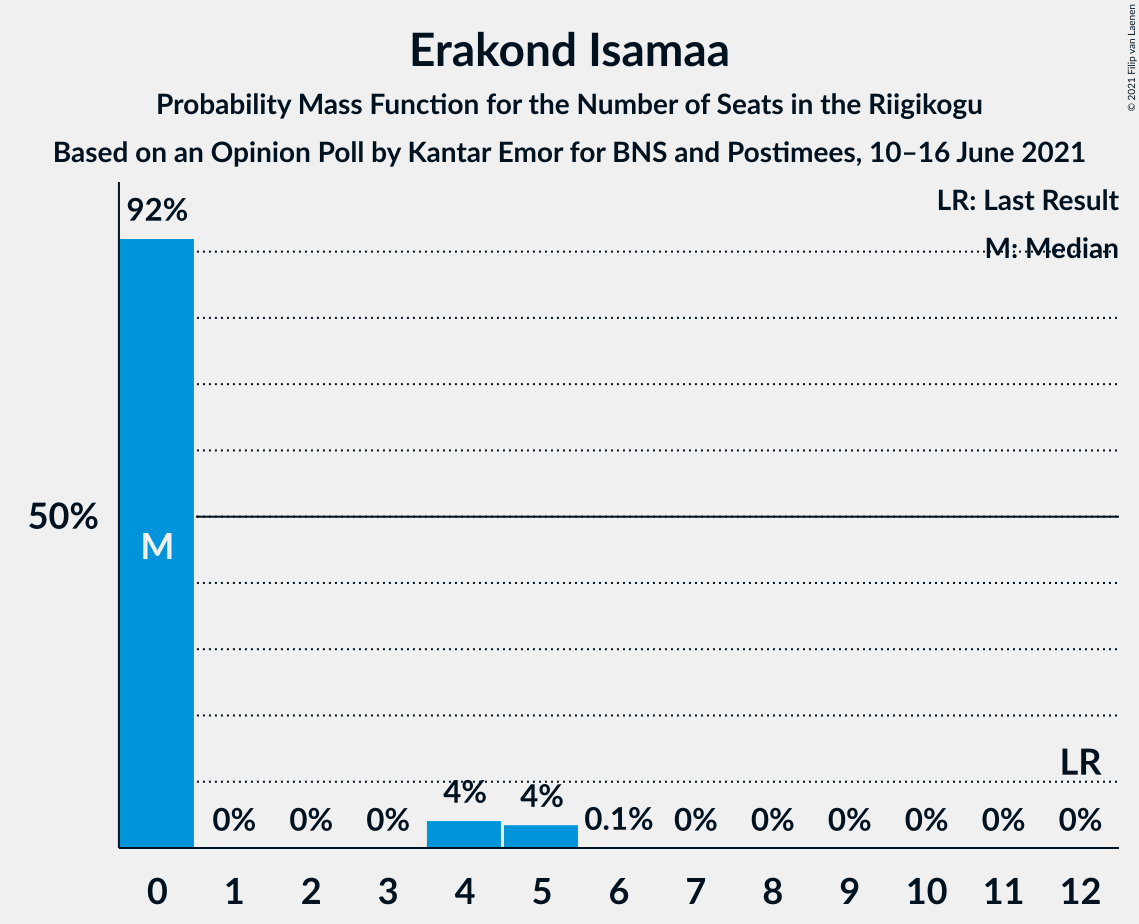 Erakond Isamaa
Probability Mass Function for the Number of Seats in the Riigikogu
Based on an Opinion Poll by Kantar Emor for BNS and Postimees, 10–16 June 2021
© 2021 Filip van Laenen
LR: Last Result
M: Median
92%
50%
M
LR
0% 0% 0% 4% 4% 0.1% 0% 0% 0% 0% 0% 0%
0 1 2 3 4 5 6 7 8 9 10 11 12